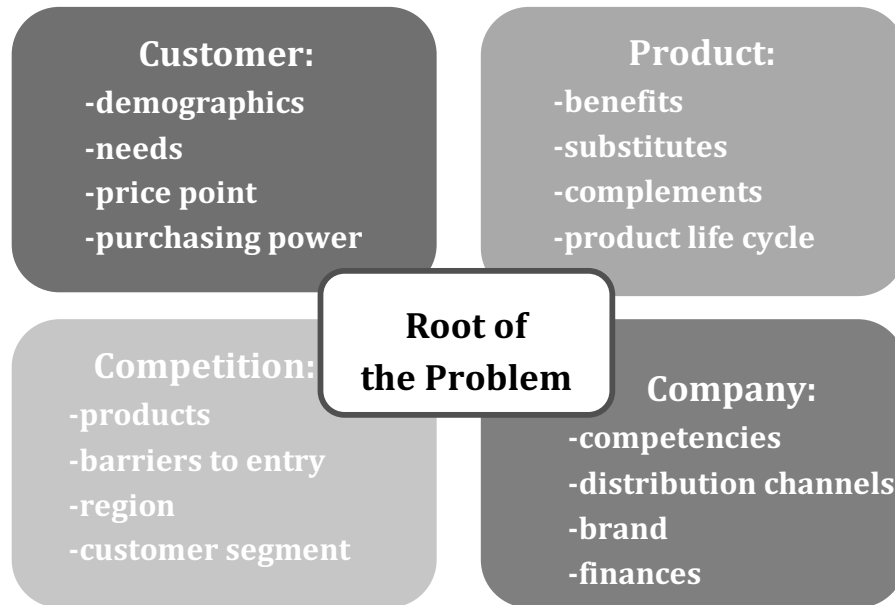 Customer:
-demographics
-needs
-price point
-purchasing power
Product:
-benefits
-substitutes
-complements
-product life cycle
Root of
the Problem
Competition:
-products
-barriers to entry
-region
-customer segment
Company:
-competencies
-distribution channels
-brand
-finances